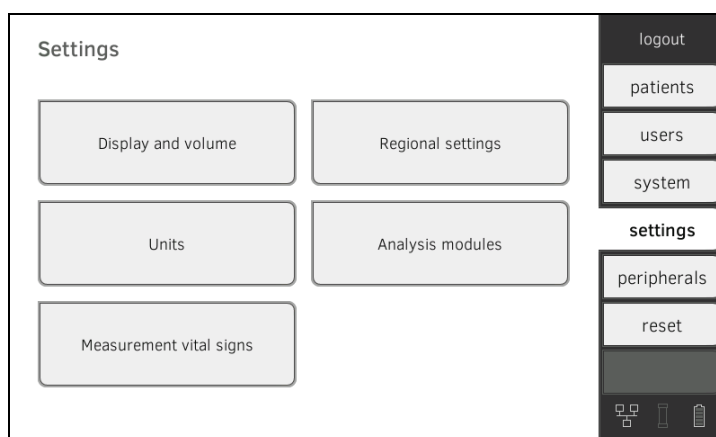 Settings
Display and volume
Regional settings
Units
Analysis modules
Measurement vital signs
logout
patients
users
system
settings
peripherals
reset